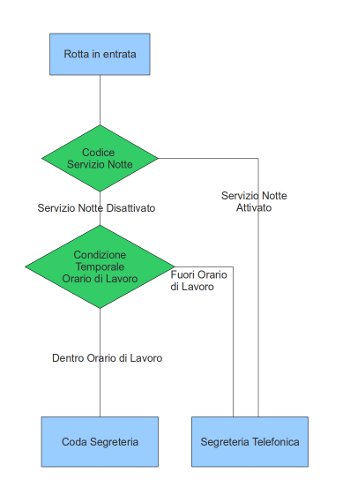 Rotta in entrata
Codice
Servizio Notte
Servizio Notte
Attivato
Servizio Notte Disattivato
Condizione
Temporale
Orario di Lavoro
Fuori Orario
di Lavoro
Dentro Orario di Lavoro
Coda Segreteria
Segreteria Telefonica